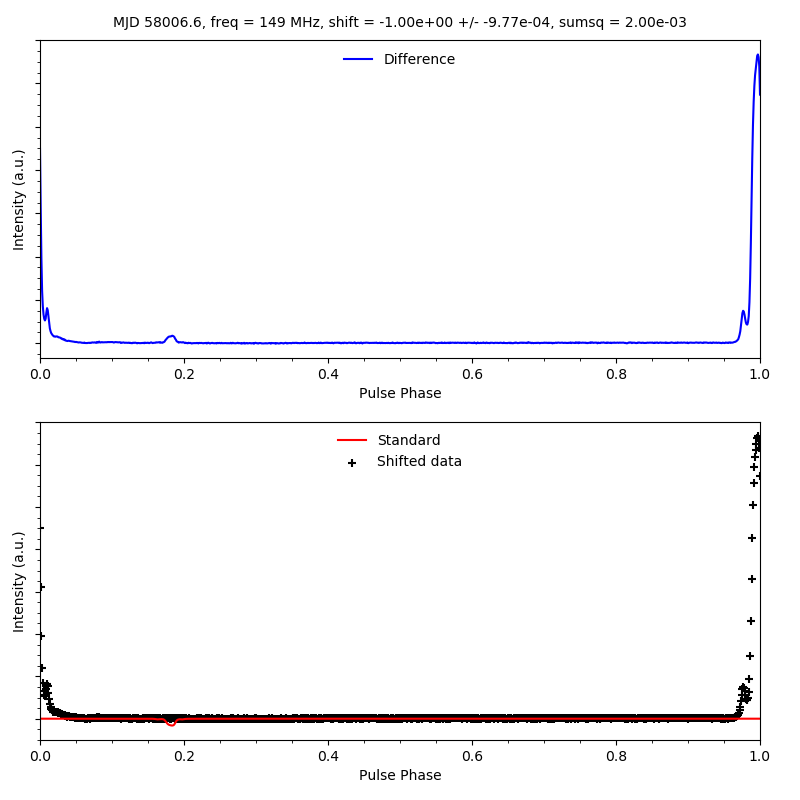 MJD 58006.6, freq = 149 MHz, shift = -1.00e+00 +/- -9.77e-04, sumsq = 2.00e-03
Difference
Intensity (a.u.)
0.0 0.2 0.4 0.6 0.8 1.0
Pulse Phase
Standard
Shifted data
Intensity (a.u.)
0.0 0.2 0.4 0.6 0.8 1.0
Pulse Phase